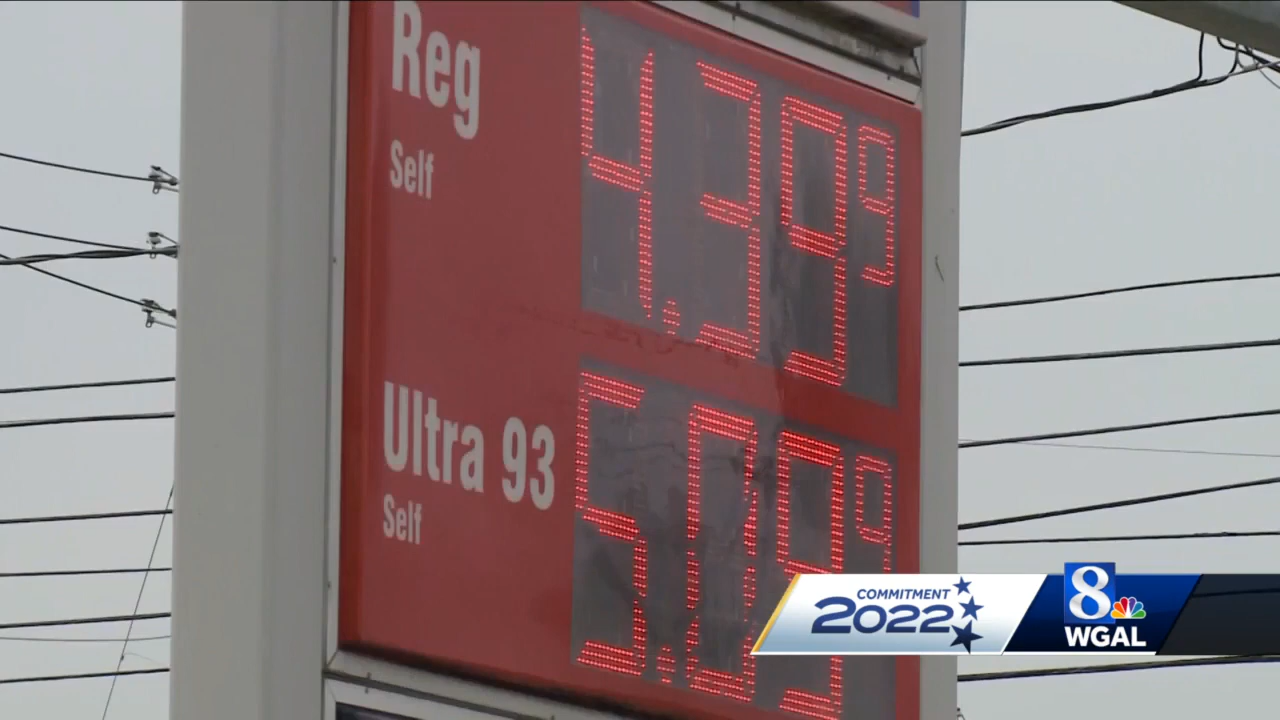 Reg
Self
4.39 9
Ultra 93
Self
5.09 9
COMMITMENT
2022
8
WGAL